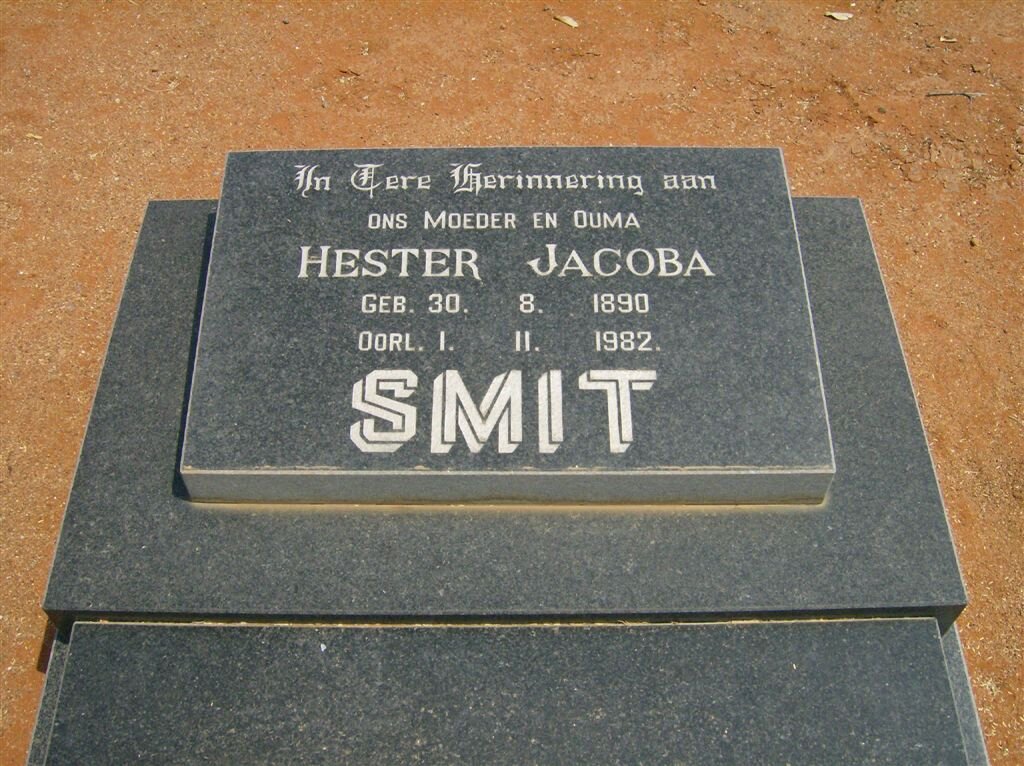 In Tere Herinnering aan
ONS MOEDER EN OUMA
HESTER JACOBA
GEB. 30. 8. 1890
OORL. 1. 11. 1982.
SMIT